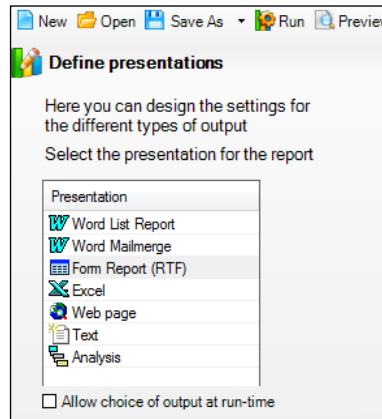 New Open Save As Run Preview
Define presentations
Here you can design the settings for
the different types of output
Select the presentation for the report
Presentation
Word List Report
Word Mailmerge
Form Report (RTF)
Excel
Web page
Text
Analysis
Allow choice of output at run-time